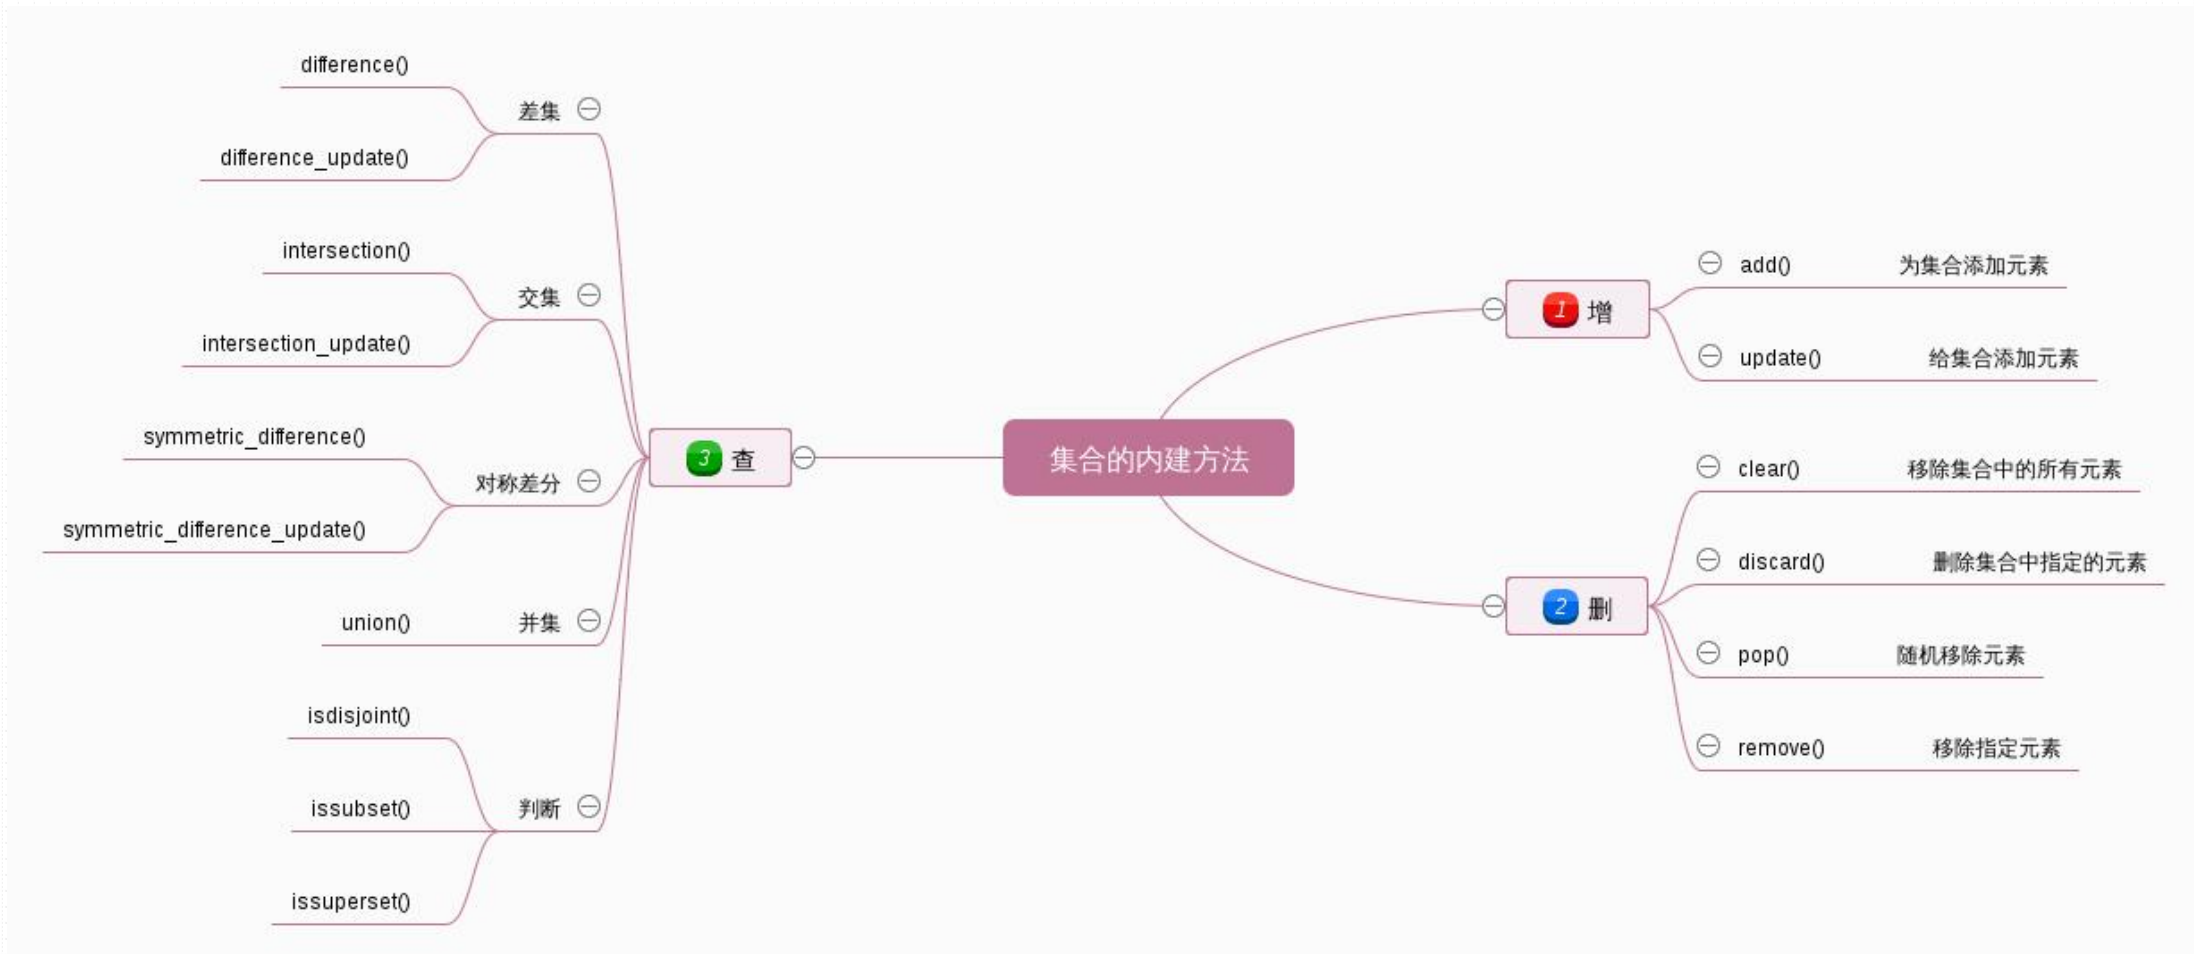 集合的内建方法
1 增
add() 为集合添加元素
update() 给集合添加元素
2 删
clear() 移除集合中的所有元素
discard() 删除集合中指定的元素
pop() 随机移除元素
remove() 移除指定元素
3 查
差集
difference()
difference_update()
交集
intersection()
intersection_update()
对称差分
symmetric_difference()
symmetric_difference_update()
并集
union()
判断
isdisjoint()
issubset()
issuperset()